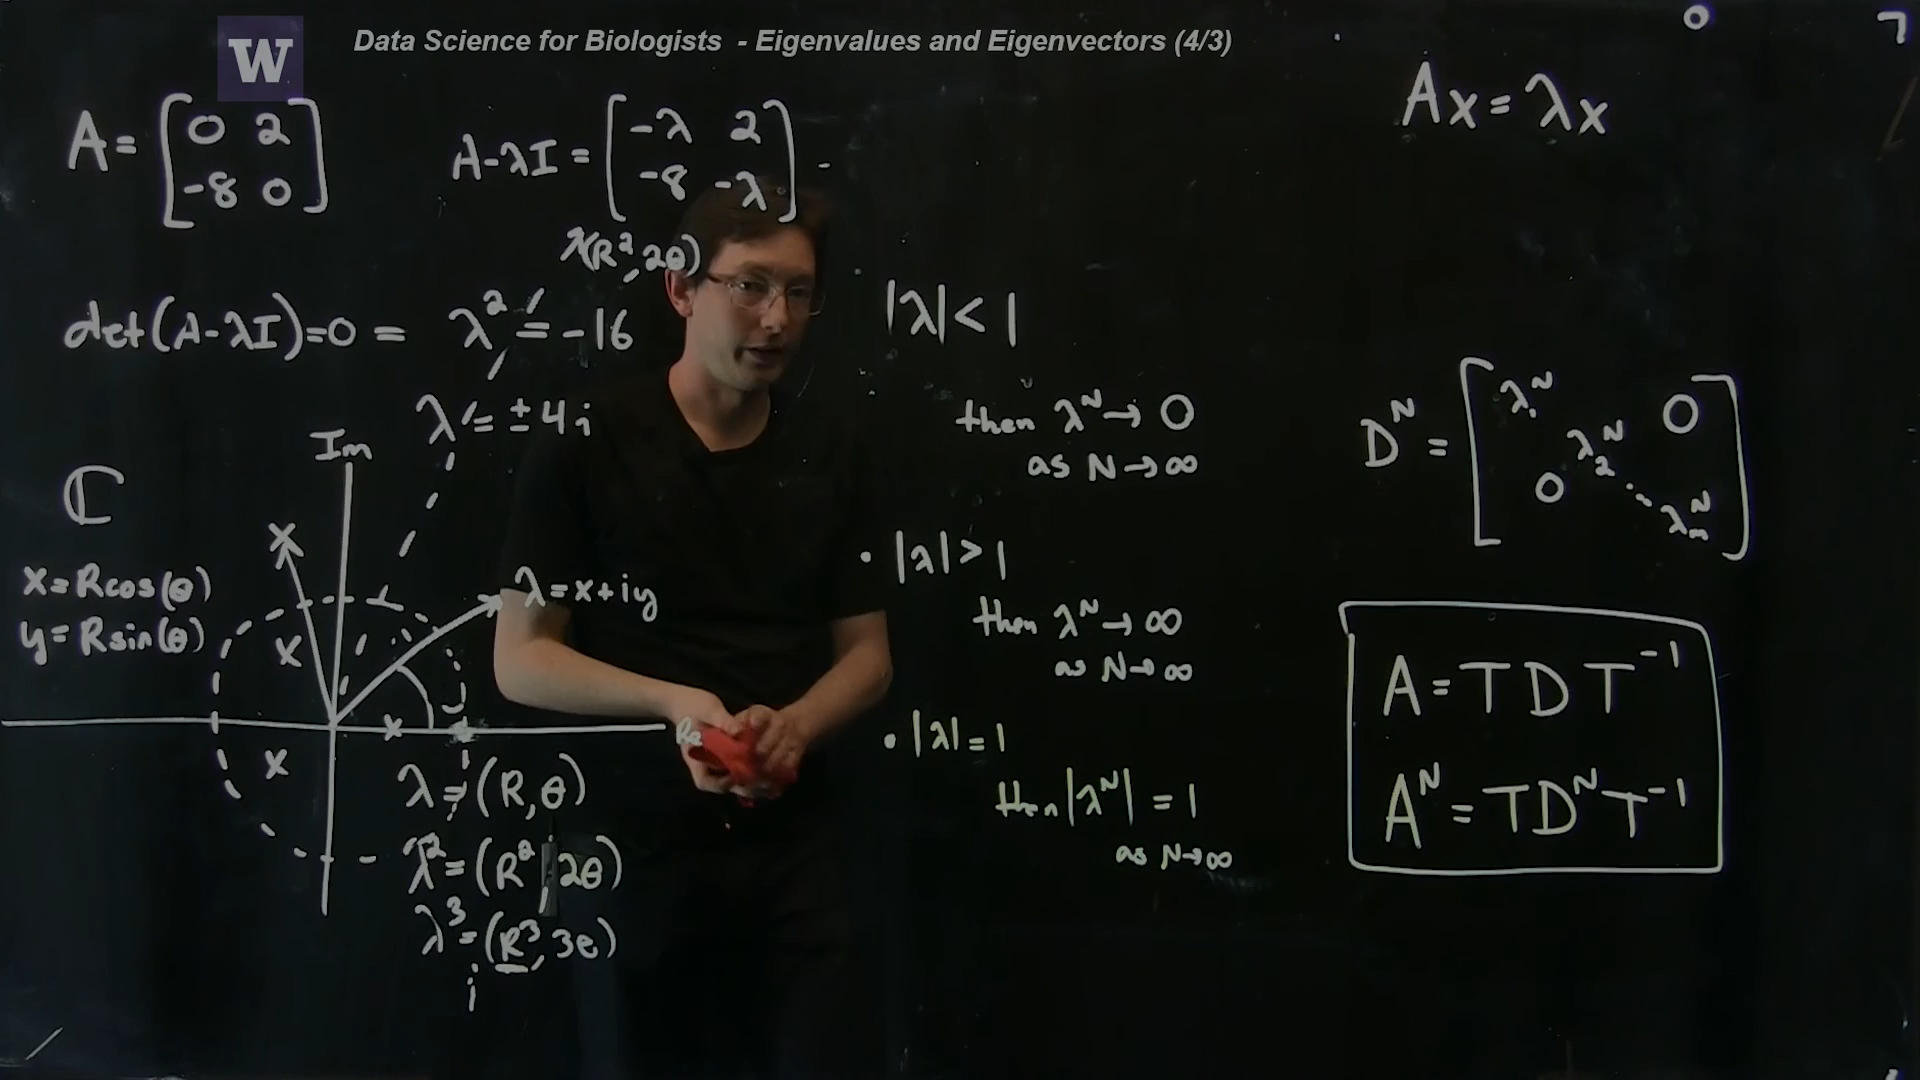 W
Data Science for Biologists - Eigenvalues and Eigenvectors (4/3)
A = [0 2
-8 0]
A-λI = [-λ 2
-8 -λ] -
(R², 2θ)
det(A-λI)=0 = λ² = -16
λ = ±4i
Im
ℂ
x=Rcos(θ)
y=Rsin(θ)
λ=x+iy
Re
λ=(R,θ)
λ²=(R²,2θ)
λ³=(R³,3θ)
i
|λ|<1
then λᴺ→0
as N→∞
• |λ|>1
then λᴺ→∞
as N→∞
• |λ|=1
then |λᴺ| = 1
as N→∞
Ax=λx
Dᴺ = [λ₁ᴺ 0
λ₂ᴺ
0 ⋱ λₘᴺ]
A=TDT⁻¹
Aᴺ=TDᴺT⁻¹